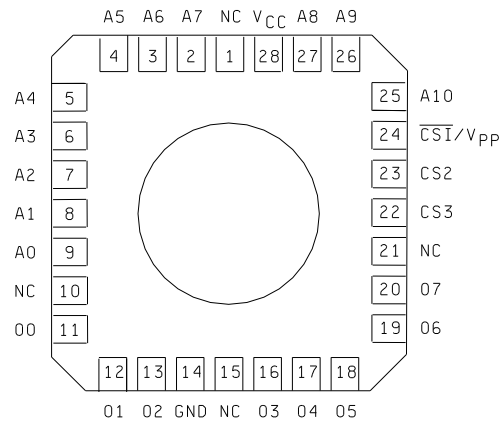 A5 A6 A7 NC VCC A8 A9
4 3 2 1 28 27 26
A4 5 25 A10
A3 6 24 CSI/VPP
A2 7 23 CS2
A1 8 22 CS3
A0 9 21 NC
NC 10 20 O7
O0 11 19 O6
12 13 14 15 16 17 18
O1 O2 GND NC O3 O4 O5